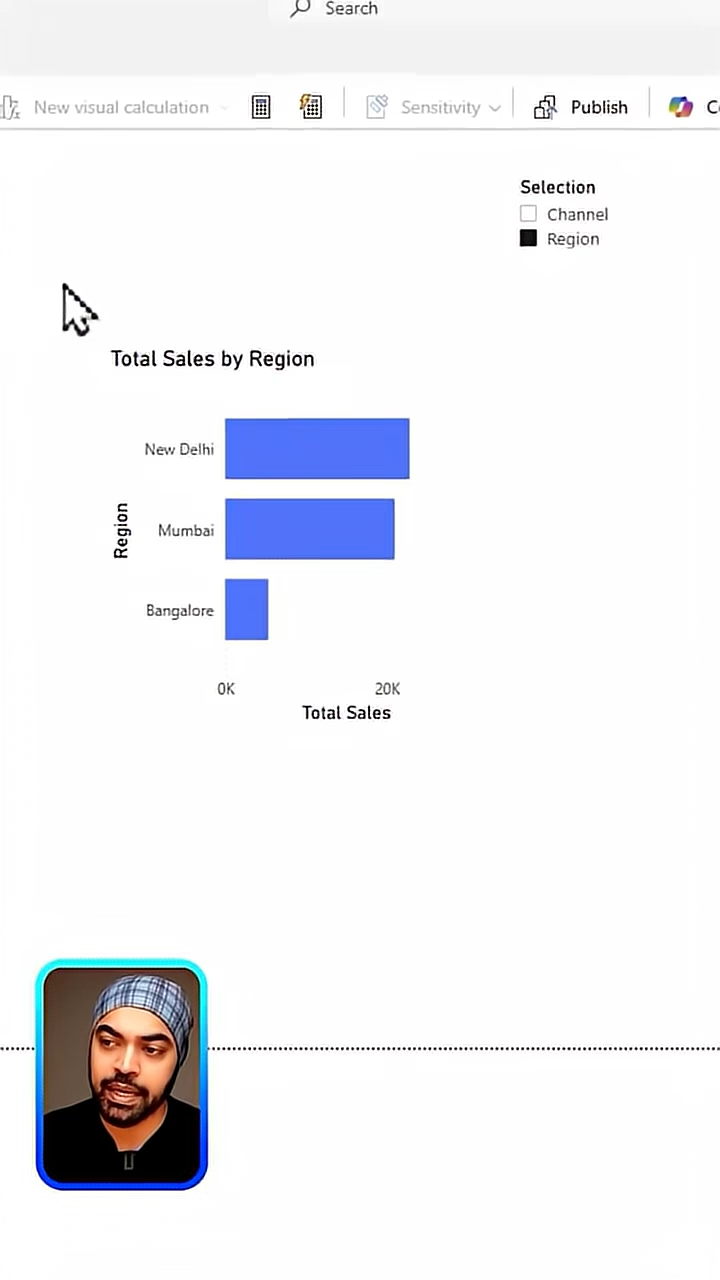 Search
New visual calculation
Sensitivity
Publish
Selection
Channel
Region
Total Sales by Region
New Delhi
Region
Mumbai
Bangalore
0K 20K
Total Sales